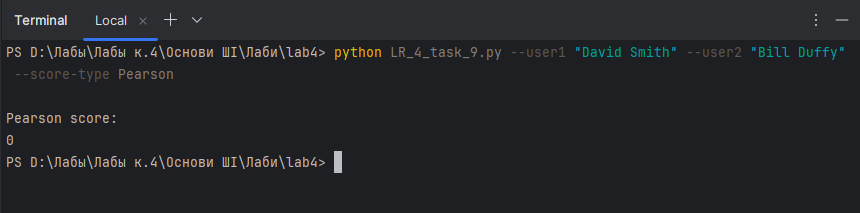 Terminal Local
PS D:\Лабы\Лабы к.4\Основи ШІ\Лаби\lab4> python LR_4_task_9.py --user1 "David Smith" --user2 "Bill Duffy"
--score-type Pearson
Pearson score:
0
PS D:\Лабы\Лабы к.4\Основи ШІ\Лаби\lab4>